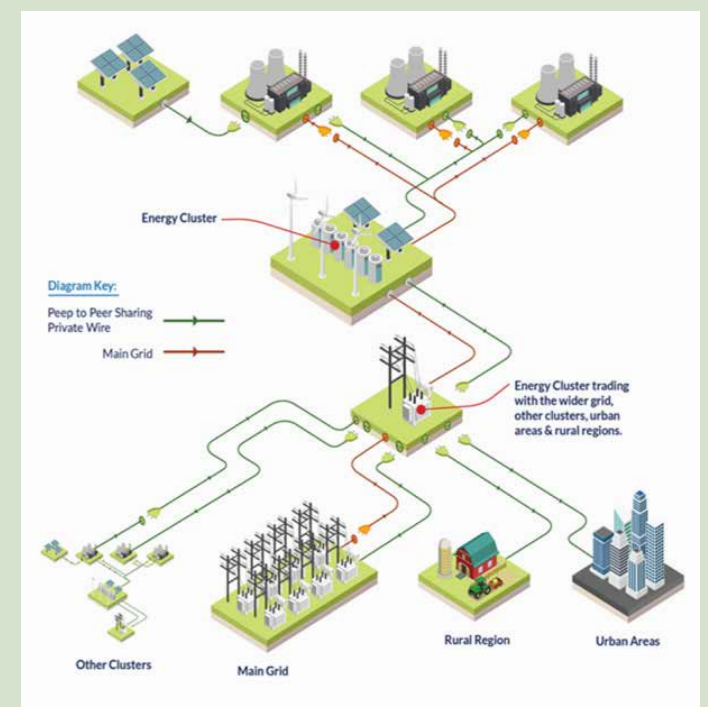 Energy Cluster
Diagram Key:
Peep to Peer Sharing
Private Wire
Main Grid
Energy Cluster trading
with the wider grid,
other clusters, urban
areas & rural regions.
Other Clusters
Main Grid
Rural Region
Urban Areas